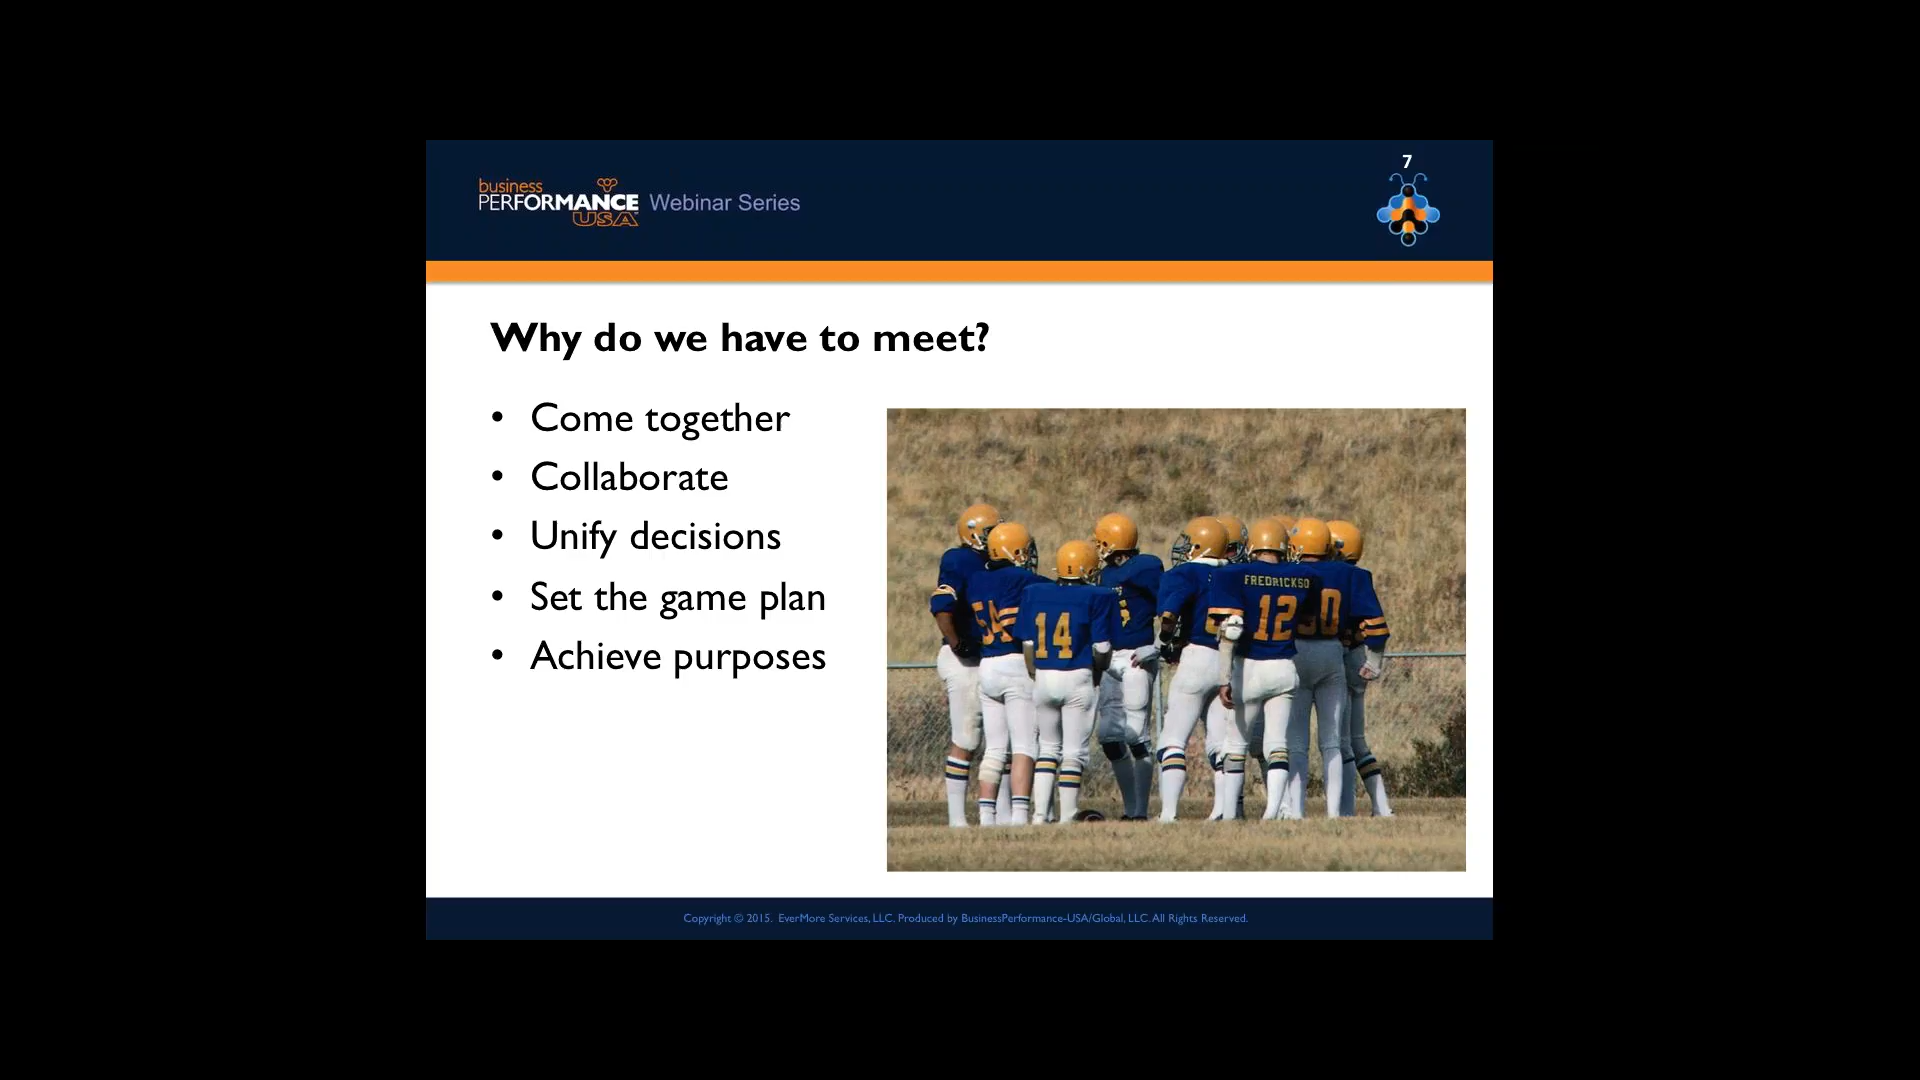 7
business
PERFORMANCE
USA
Webinar Series
Why do we have to meet?
• Come together
• Collaborate
• Unify decisions
• Set the game plan
• Achieve purposes
FREDRICKSO
54
14
12
30
Copyright © 2015. EverMore Services, LLC. Produced by BusinessPerformance-USA/Global, LLC. All Rights Reserved.